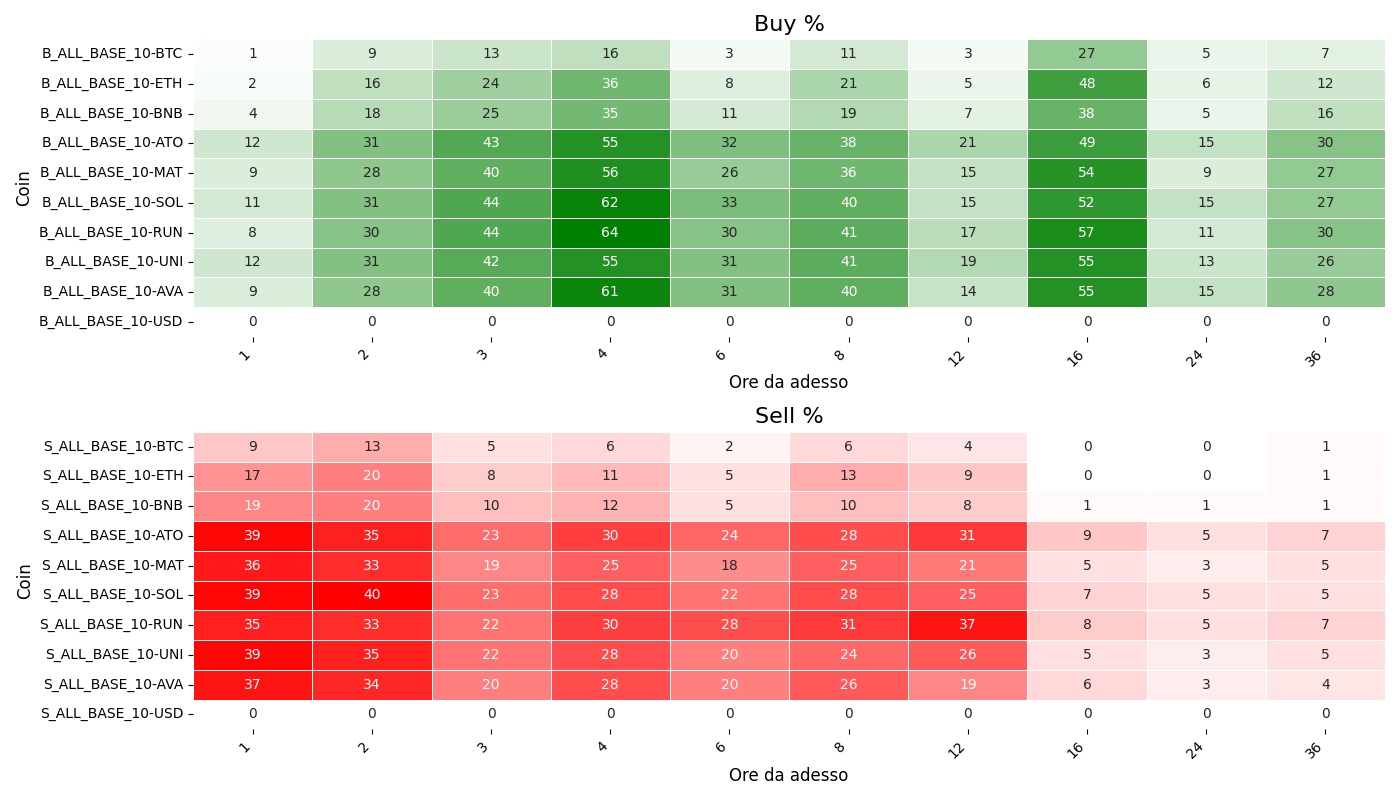 Buy %
Coin
B_ALL_BASE_10-BTC 1 9 13 16 3 11 3 27 5 7
B_ALL_BASE_10-ETH 2 16 24 36 8 21 5 48 6 12
B_ALL_BASE_10-BNB 4 18 25 35 11 19 7 38 5 16
B_ALL_BASE_10-ATO 12 31 43 55 32 38 21 49 15 30
B_ALL_BASE_10-MAT 9 28 40 56 26 36 15 54 9 27
B_ALL_BASE_10-SOL 11 31 44 62 33 40 15 52 15 27
B_ALL_BASE_10-RUN 8 30 44 64 30 41 17 57 11 30
B_ALL_BASE_10-UNI 12 31 42 55 31 41 19 55 13 26
B_ALL_BASE_10-AVA 9 28 40 61 31 40 14 55 15 28
B_ALL_BASE_10-USD 0 0 0 0 0 0 0 0 0 0
1 2 3 4 6 8 12 16 24 36
Ore da adesso
Sell %
Coin
S_ALL_BASE_10-BTC 9 13 5 6 2 6 4 0 0 1
S_ALL_BASE_10-ETH 17 20 8 11 5 13 9 0 0 1
S_ALL_BASE_10-BNB 19 20 10 12 5 10 8 1 1 1
S_ALL_BASE_10-ATO 39 35 23 30 24 28 31 9 5 7
S_ALL_BASE_10-MAT 36 33 19 25 18 25 21 5 3 5
S_ALL_BASE_10-SOL 39 40 23 28 22 28 25 7 5 5
S_ALL_BASE_10-RUN 35 33 22 30 28 31 37 8 5 7
S_ALL_BASE_10-UNI 39 35 22 28 20 24 26 5 3 5
S_ALL_BASE_10-AVA 37 34 20 28 20 26 19 6 3 4
S_ALL_BASE_10-USD 0 0 0 0 0 0 0 0 0 0
1 2 3 4 6 8 12 16 24 36
Ore da adesso